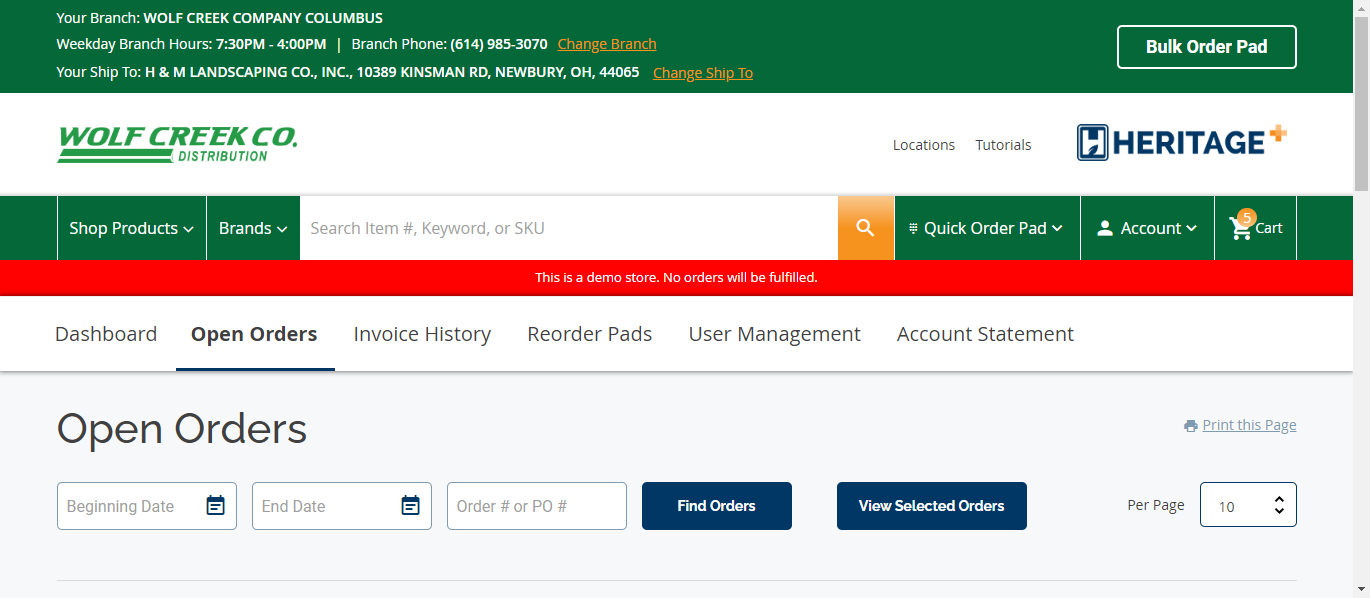 Your Branch: WOLF CREEK COMPANY COLUMBUS
Weekday Branch Hours: 7:30PM - 4:00PM | Branch Phone: (614) 985-3070 Change Branch
Your Ship To: H & M LANDSCAPING CO., INC., 10389 KINSMAN RD, NEWBURY, OH, 44065 Change Ship To
Bulk Order Pad
WOLF CREEK CO.
DISTRIBUTION
Locations Tutorials
HERITAGE+
Shop Products Brands Search Item #, Keyword, or SKU Quick Order Pad Account 5 Cart
This is a demo store. No orders will be fulfilled.
Dashboard Open Orders Invoice History Reorder Pads User Management Account Statement
Open Orders
Print this Page
Beginning Date End Date Order # or PO # Find Orders View Selected Orders Per Page 10